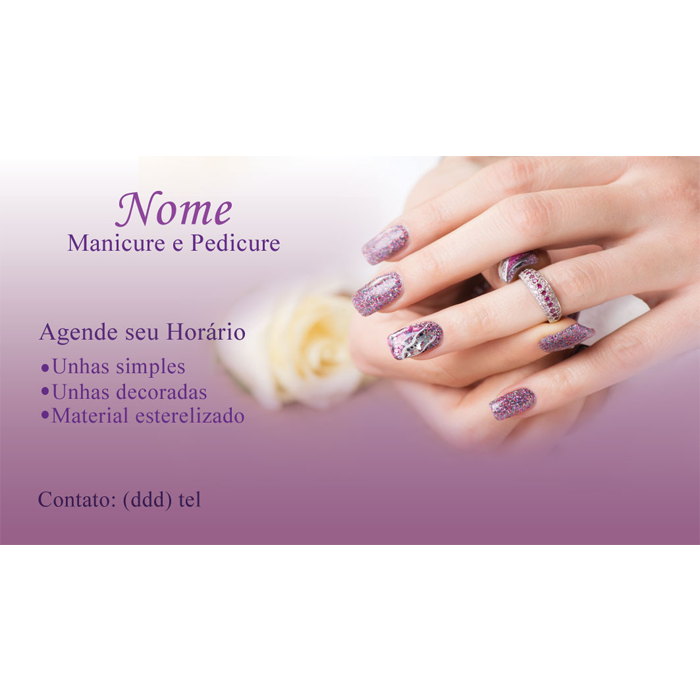 Nome
Manicure e Pedicure
Agende seu Horário
•Unhas simples
•Unhas decoradas
•Material esterelizado
Contato: (ddd) tel